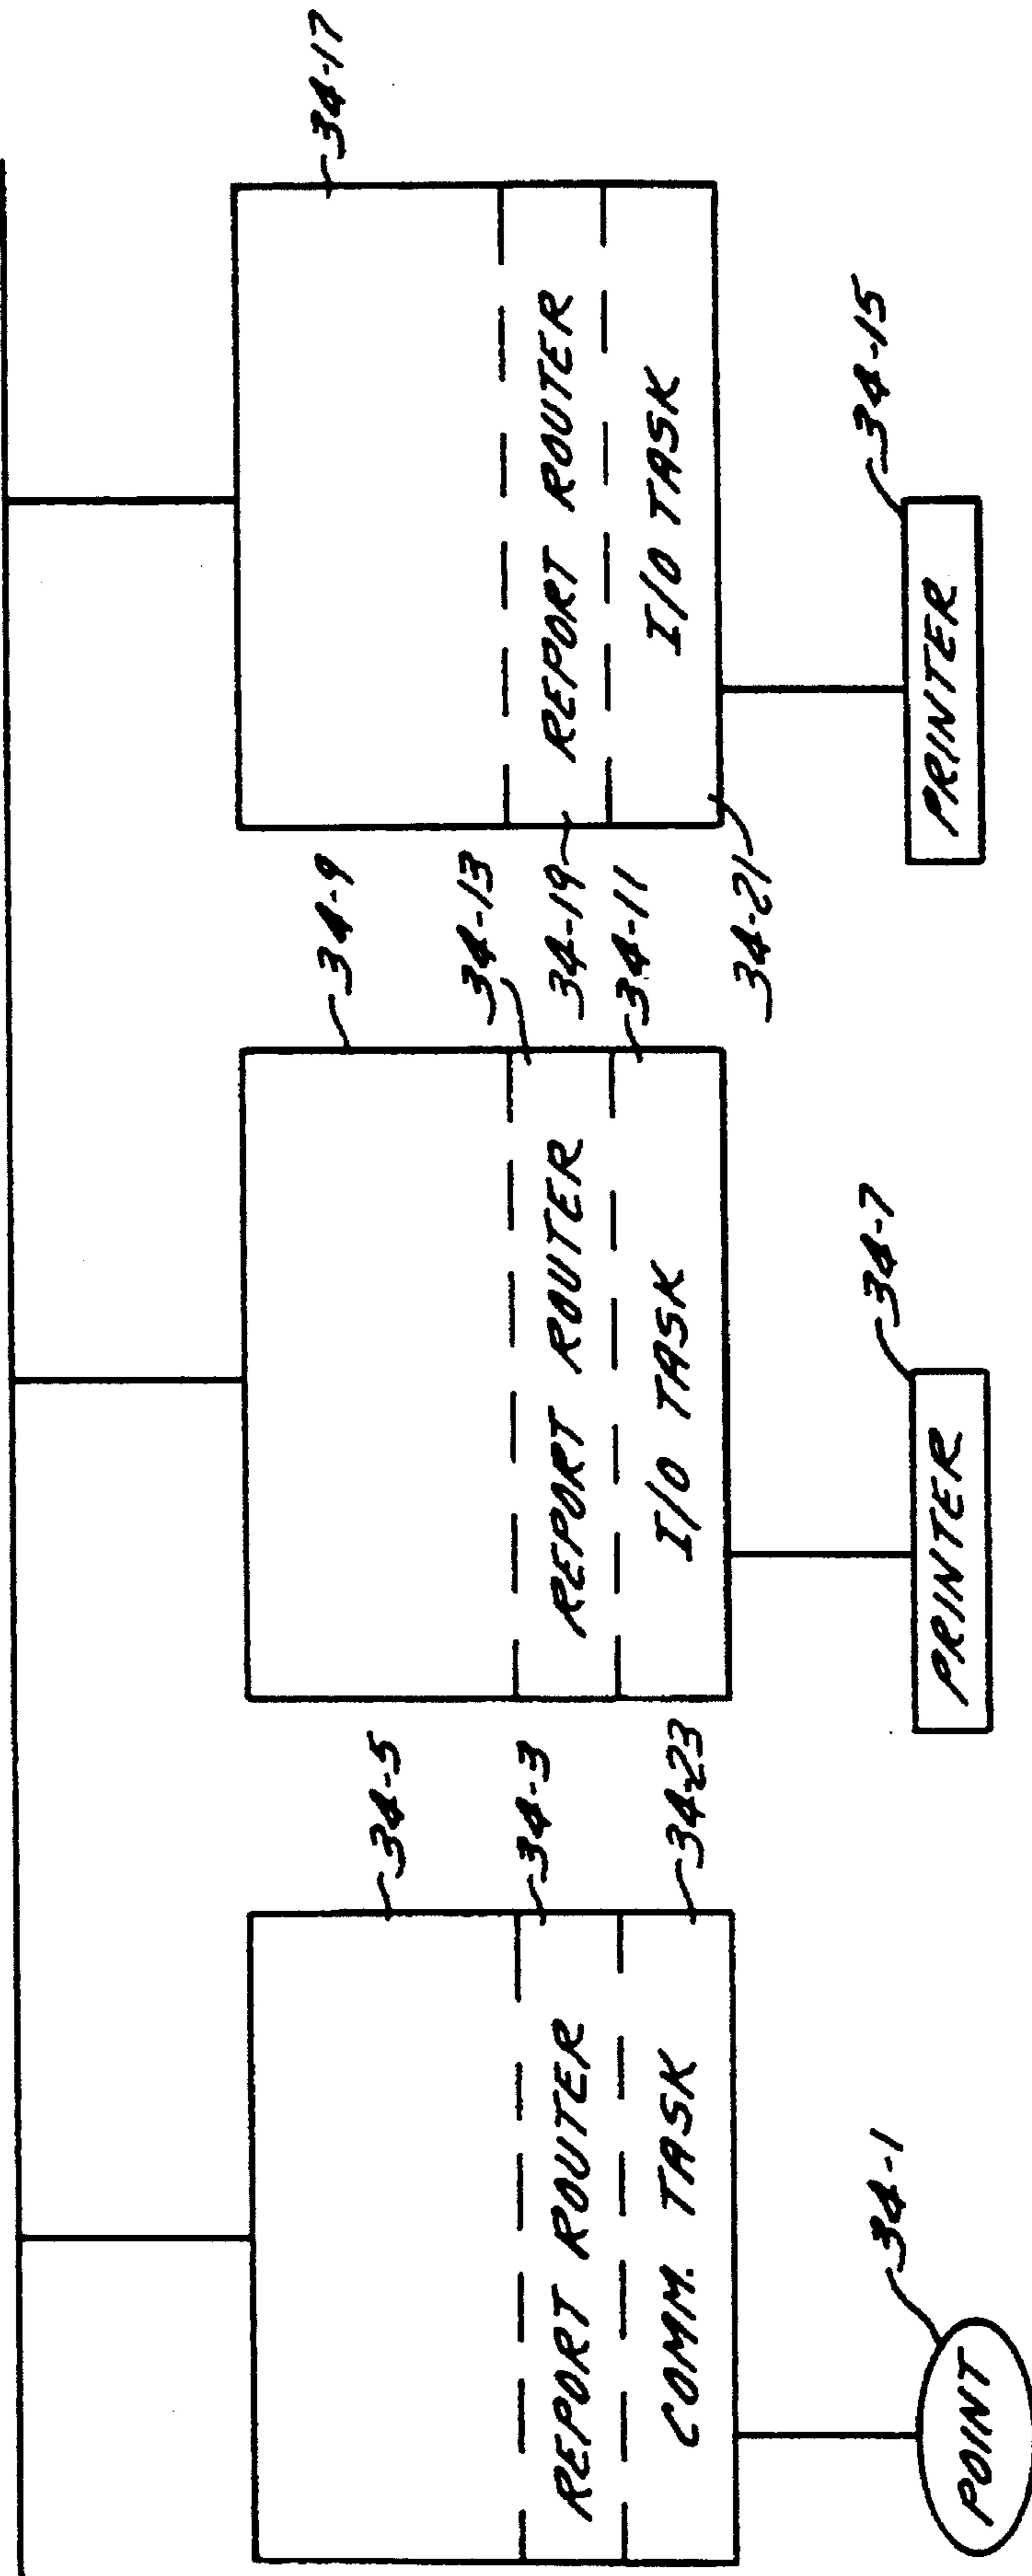 34-5
34-9
34-17
REPORT ROUTER
34-3
REPORT ROUTER
34-13
34-19
REPORT ROUTER
COMM. TASK
34-23
I/O TASK
34-11
I/O TASK
34-21
34-1
POINT
34-7
PRINTER
34-15
PRINTER